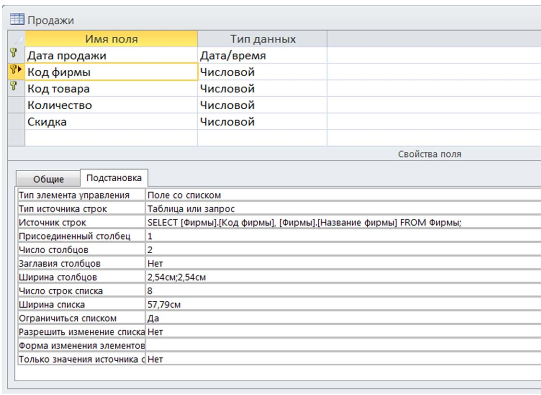 Продажи
Имя поля Тип данных
Дата продажи Дата/время
Код фирмы Числовой
Код товара Числовой
Количество Числовой
Скидка Числовой
Свойства поля
Общие Подстановка
Тип элемента управления Поле со списком
Тип источника строк Таблица или запрос
Источник строк SELECT [Фирмы].[Код фирмы], [Фирмы].[Название фирмы] FROM Фирмы;
Присоединенный столбец 1
Число столбцов 2
Заглавия столбцов Нет
Ширина столбцов 2,54см;2,54см
Число строк списка 8
Ширина списка 57,79см
Ограничиться списком Да
Разрешить изменение списка Нет
Форма изменения элементов
Только значения источника с Нет